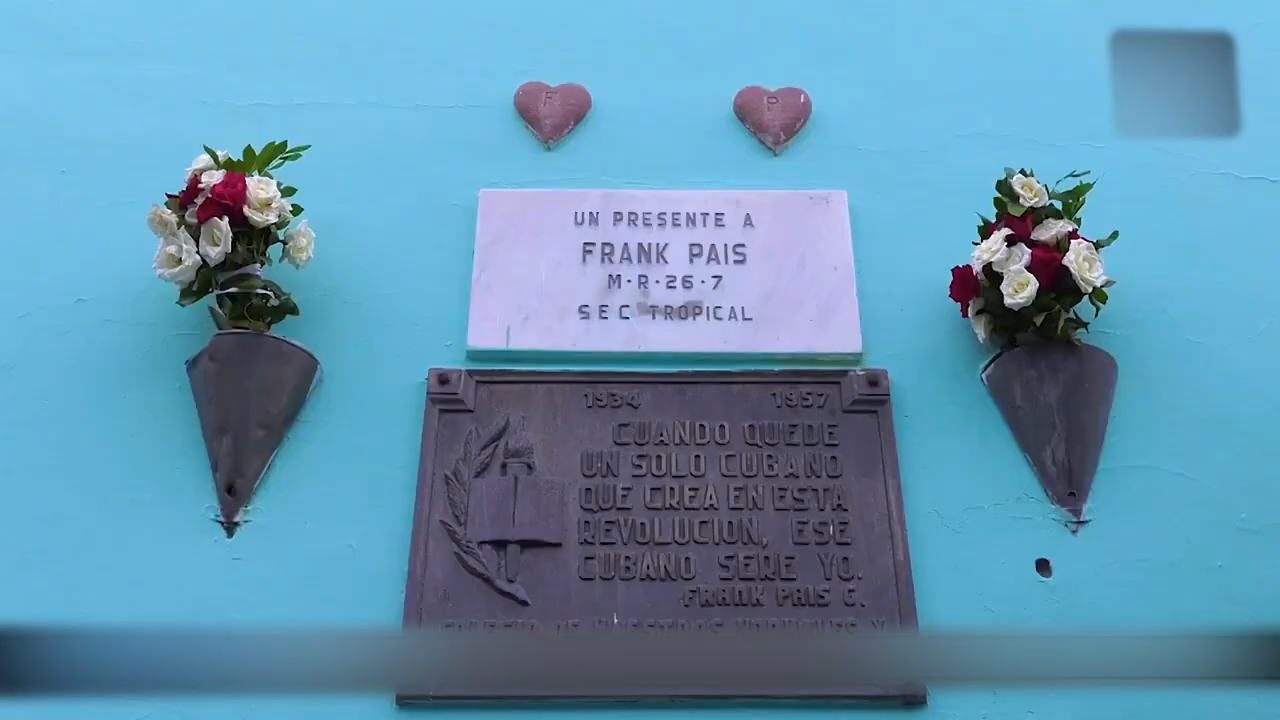 F P
UN PRESENTE A
FRANK PAIS
M·R·26·7
SEC TROPICAL
1934 1957
CUANDO QUEDE
UN SOLO CUBANO
QUE CREA EN ESTA
REVOLUCION, ESE
CUBANO SERE YO.
FRANK PAIS G.